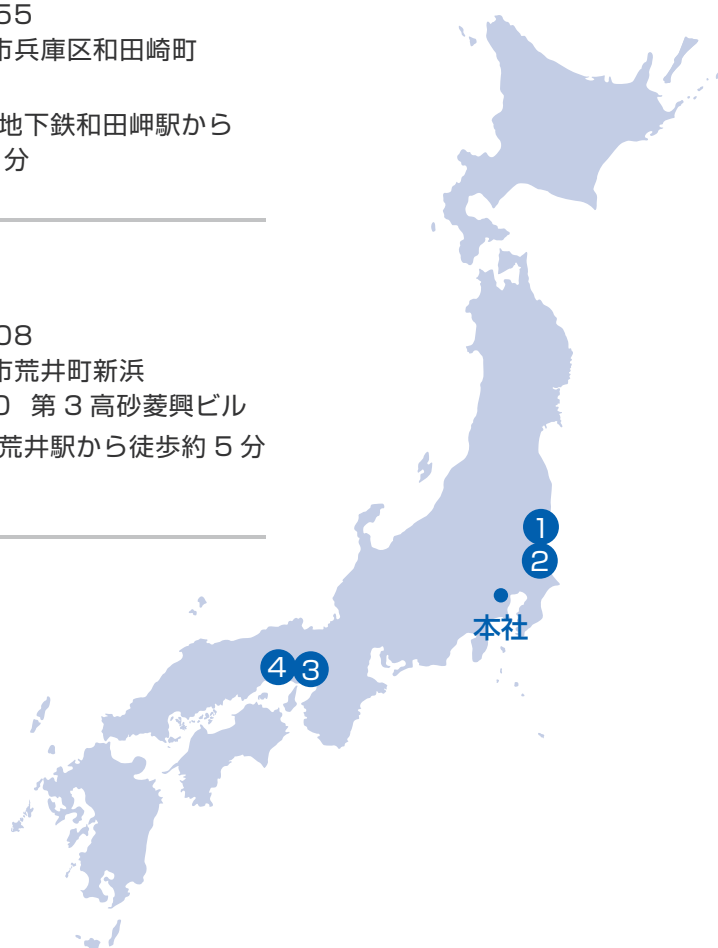 55
市兵庫区和田崎町
地下鉄和田岬駅から
分
08
市荒井町新浜
0 第3高砂菱興ビル
荒井駅から徒歩約5分
1
2
本社
4
3